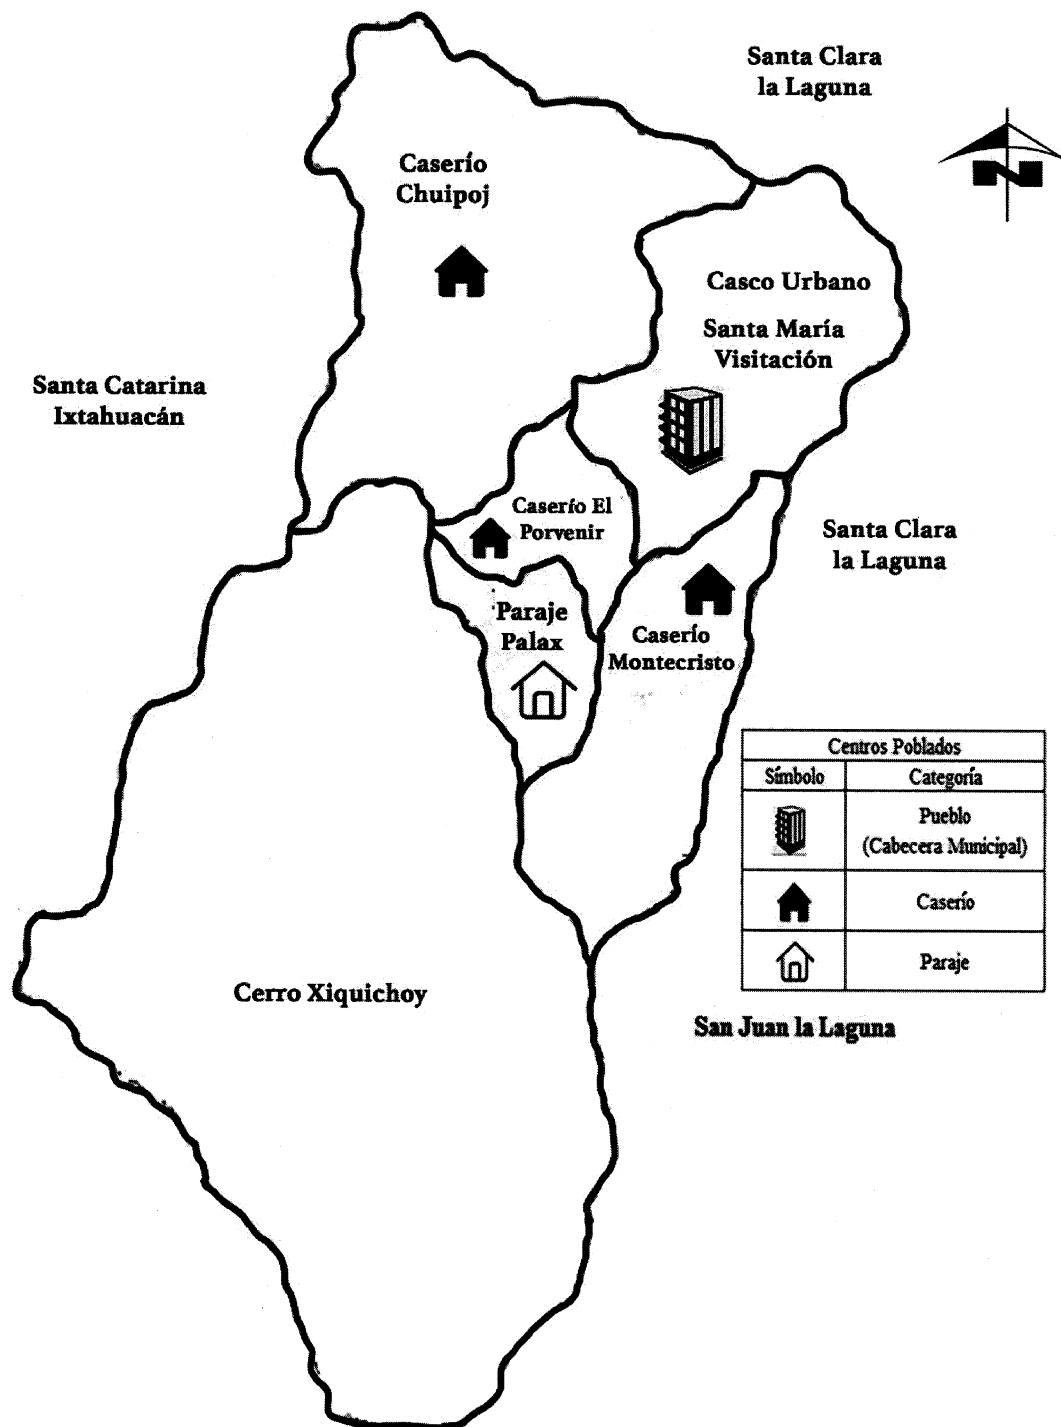 Santa Clara
la Laguna
N
Caserío
Chuipoj
Casco Urbano
Santa María
Visitación
Santa Catarina
Ixtahuacán
Caserío El
Porvenir
Santa Clara
la Laguna
Paraje
Palax
Caserío
Montecristo
Centros Poblados
Símbolo Categoría
Pueblo
(Cabecera Municipal)
Caserío
Paraje
Cerro Xiquichoy
San Juan la Laguna